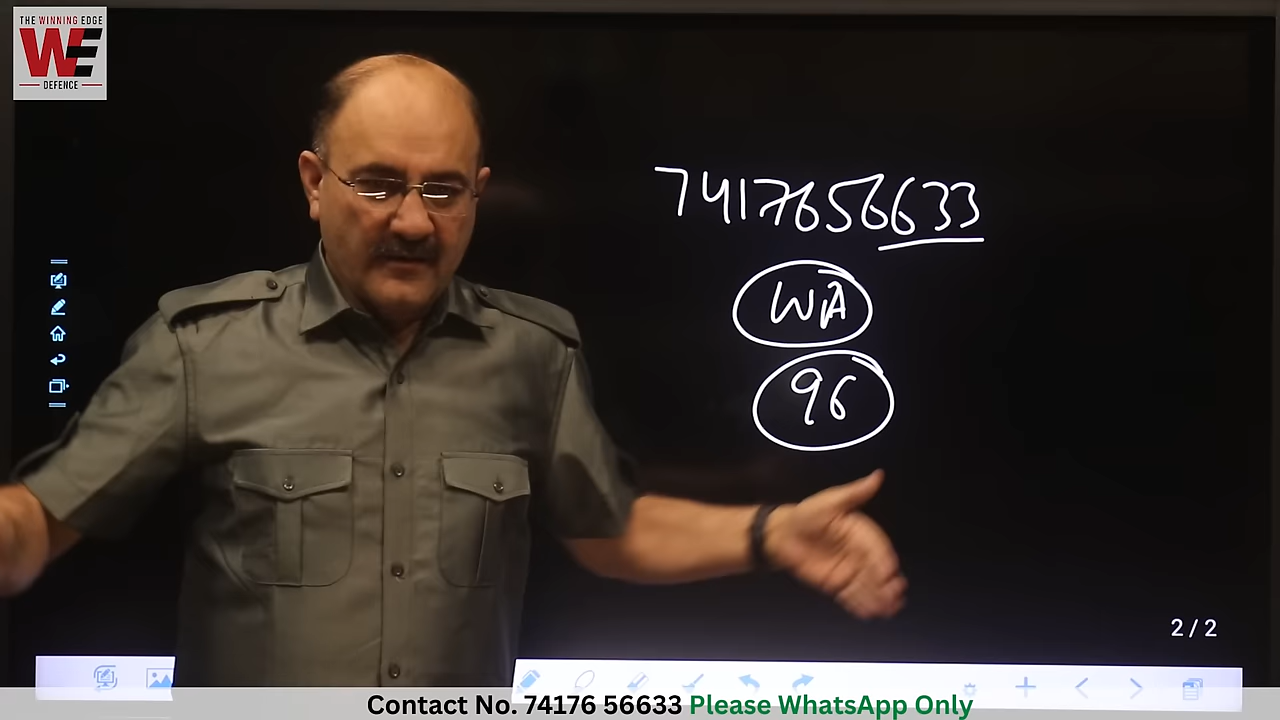 THE WINNING EDGE
WE
DEFENCE
7417656633
WA
96
2 / 2
Contact No. 74176 56633 Please WhatsApp Only